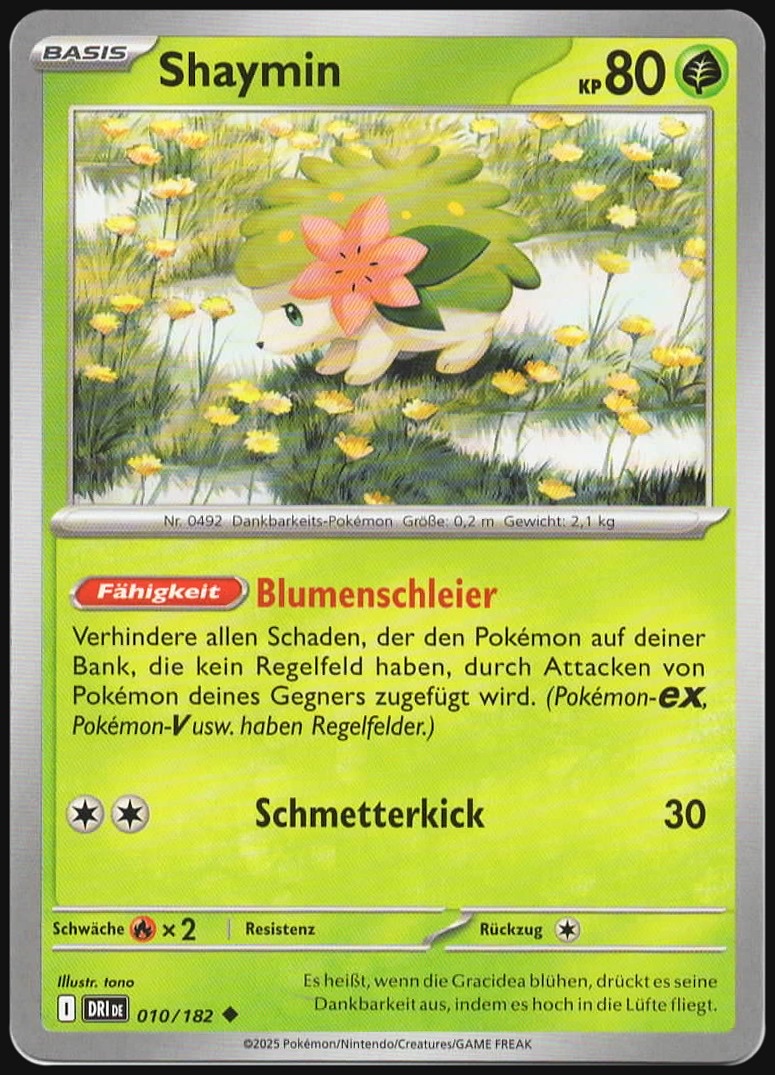 BASIS
Shaymin
KP 80
Nr. 0492 Dankbarkeits-Pokémon Größe: 0,2 m Gewicht: 2,1 kg
Fähigkeit Blumenschleier
Verhindere allen Schaden, der den Pokémon auf deiner
Bank, die kein Regelfeld haben, durch Attacken von
Pokémon deines Gegners zugefügt wird. (Pokémon-ex,
Pokémon-V usw. haben Regelfelder.)
Schmetterkick 30
Schwäche ×2 Resistenz Rückzug
Illustr. tono
Es heißt, wenn die Gracidea blühen, drückt es seine
Dankbarkeit aus, indem es hoch in die Lüfte fliegt.
I DRI DE 010/182
©2025 Pokémon/Nintendo/Creatures/GAME FREAK